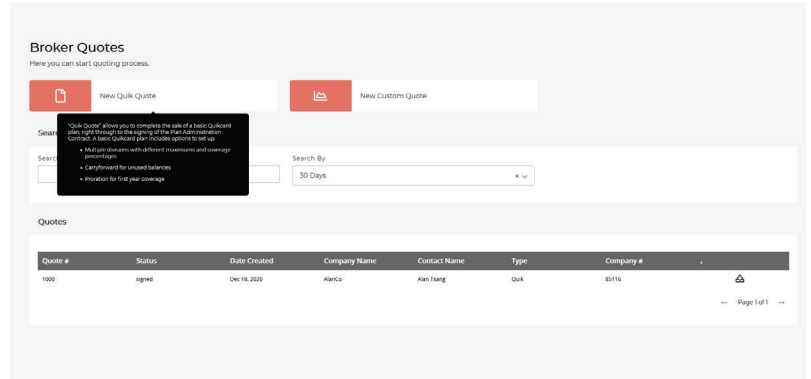 Broker Quotes
Here you can start quoting process.
New Quik Quote
New Custom Quote
"Quik Quote" allows you to complete the sale of a basic Quikcard
plan, right through to the signing of the Plan Administration
Contract. A basic Quikcard plan includes options to set up:
• Multiple divisions with different maximums and coverage
percentages
• Carryforward for unused balances
• Proration for first year coverage
Search By
30 Days
Quotes
Quote # Status Date Created Company Name Contact Name Type Company #
1000 signed Dec 18, 2020 AlanCo Alan Tsang Quik 85116
← Page 1 of 1 →